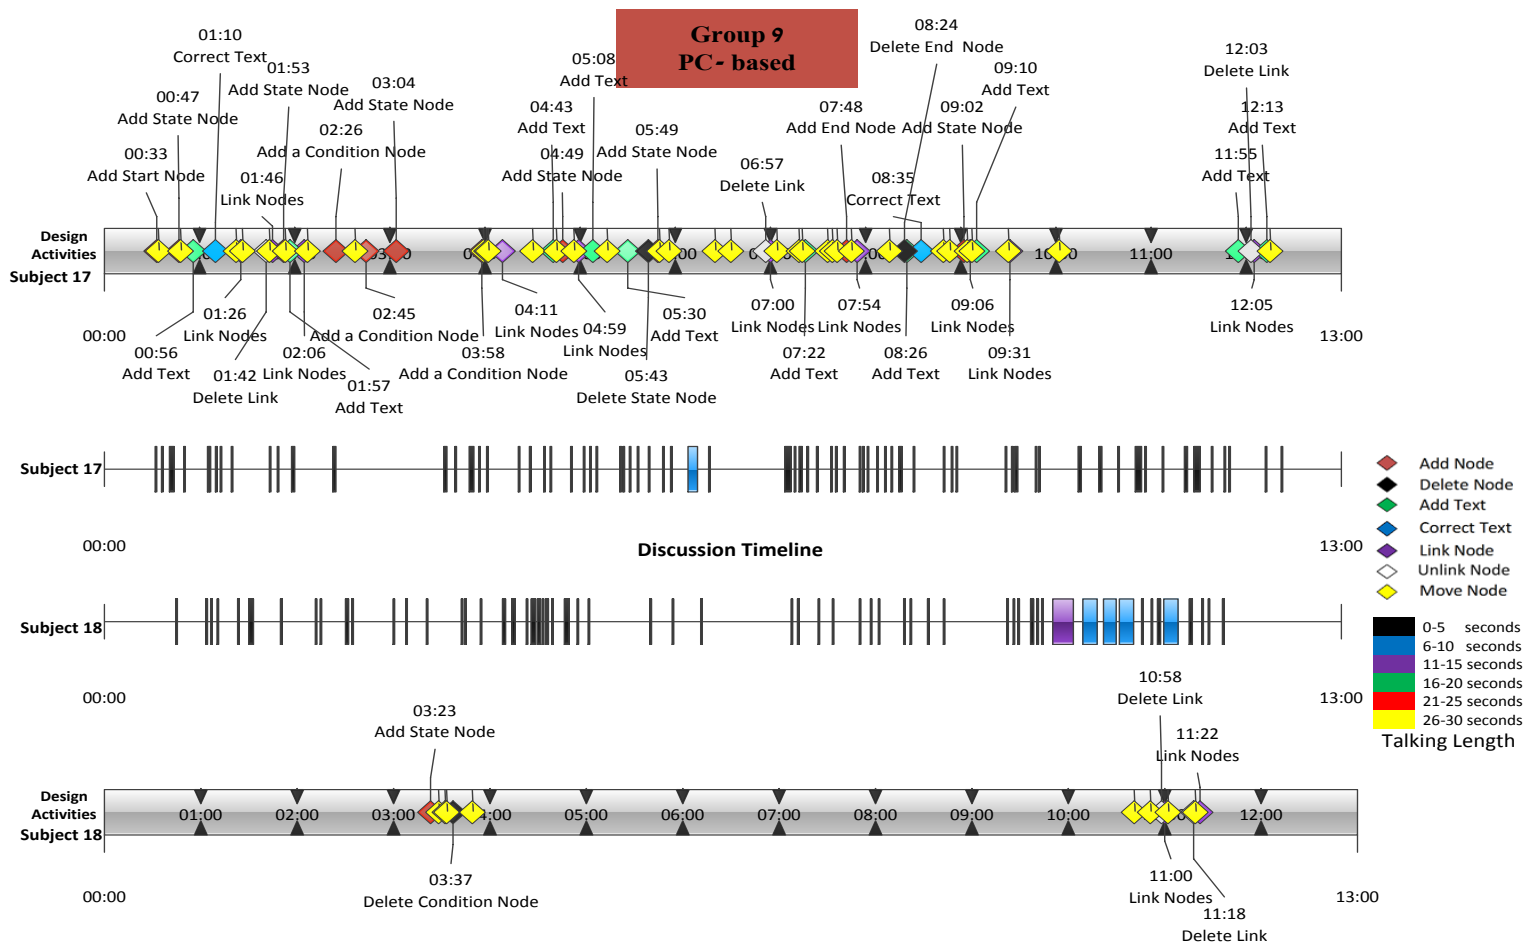 Group 9
PC- based
08:24
Delete End  Node
01:10
Correct Text
12:03
Delete Link
05:08
Add Text
01:53
Add State Node
09:10
Add Text
03:04
Add State Node
00:47
Add State Node
04:43
Add Text
07:48
Add End Node
09:02
Add State Node
12:13
Add Text
02:26
Add a Condition Node
05:49
Add State Node
00:33
Add Start Node
01:46
Link Nodes
04:49
Add State Node
06:57
Delete Link
08:35
Correct Text
11:55
Add Text
Design
Activities
Subject 17
10:00
11:00
00:00
13:00
01:26
Link Nodes
02:45
Add a Condition Node
04:11
Link Nodes
04:59
Link Nodes
05:30
Add Text
07:00
Link Nodes
07:54
Link Nodes
09:06
Link Nodes
12:05
Link Nodes
00:56
Add Text
01:42
Delete Link
02:06
Link Nodes
01:57
Add Text
03:58
Add a Condition Node
05:43
Delete State Node
07:22
Add Text
08:26
Add Text
09:31
Link Nodes
Subject 17
00:00
Discussion Timeline
13:00
Add Node
Delete Node
Add Text
Correct Text
Link Node
Unlink Node
Move Node
0-5 seconds
6-10 seconds
11-15 seconds
16-20 seconds
21-25 seconds
26-30 seconds
Talking Length
Subject 18
00:00
13:00
10:58
Delete Link
03:23
Add State Node
11:22
Link Nodes
Design
Activities
Subject 18
01:00
02:00
03:00
04:00
05:00
06:00
07:00
08:00
09:00
10:00
12:00
00:00
13:00
03:37
Delete Condition Node
11:00
Link Nodes
11:18
Delete Link